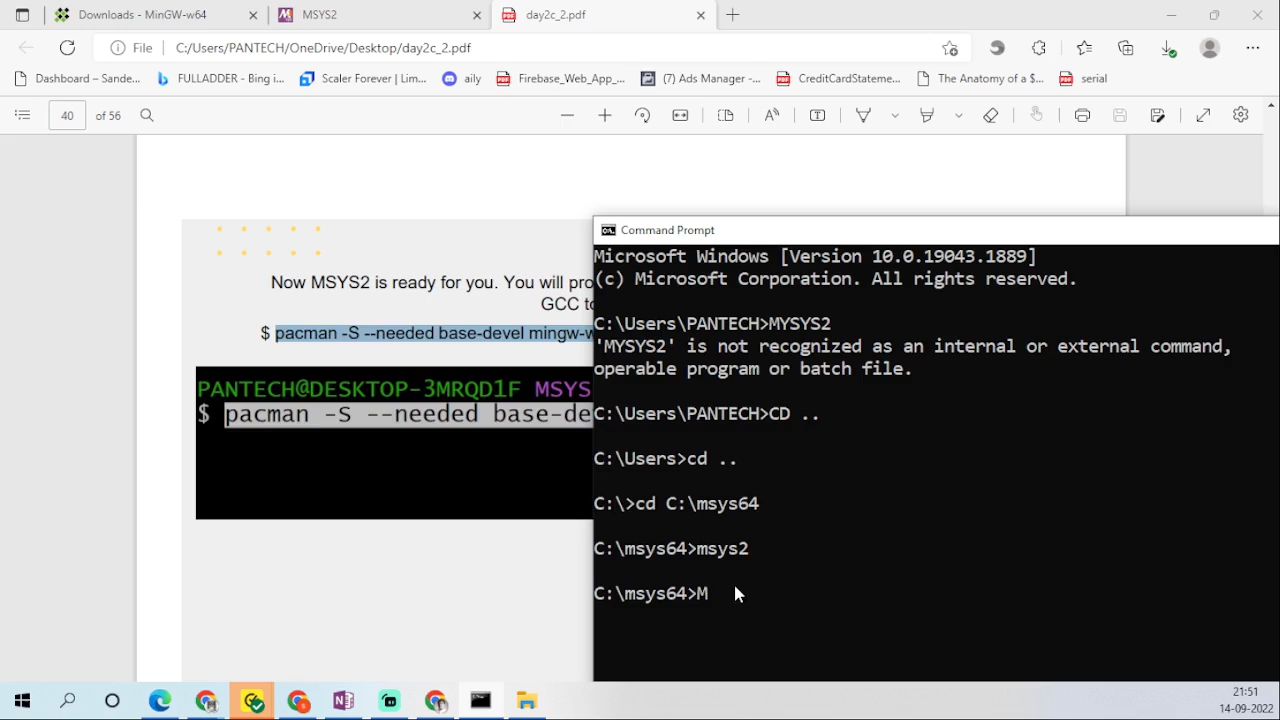 Downloads - MinGW-w64
MSYS2
day2c_2.pdf
File
C:/Users/PANTECH/OneDrive/Desktop/day2c_2.pdf
Dashboard – Sande...
FULLADDER - Bing i...
Scaler Forever | Lim...
aily
Firebase_Web_App_...
(7) Ads Manager -...
CreditCardStateme...
The Anatomy of a $...
serial
40 of 56
Command Prompt
Microsoft Windows [Version 10.0.19043.1889]
(c) Microsoft Corporation. All rights reserved.
Now MSYS2 is ready for you. You will pro
GCC to
$ pacman -S --needed base-devel mingw-w
PANTECH@DESKTOP-3MRQD1F MSYS
$ pacman -S --needed base-de
C:\Users\PANTECH>MYSYS2
'MYSYS2' is not recognized as an internal or external command,
operable program or batch file.
C:\Users\PANTECH>CD ..
C:\Users>cd ..
C:\>cd C:\msys64
C:\msys64>msys2
C:\msys64>M
21:51
14-09-2022